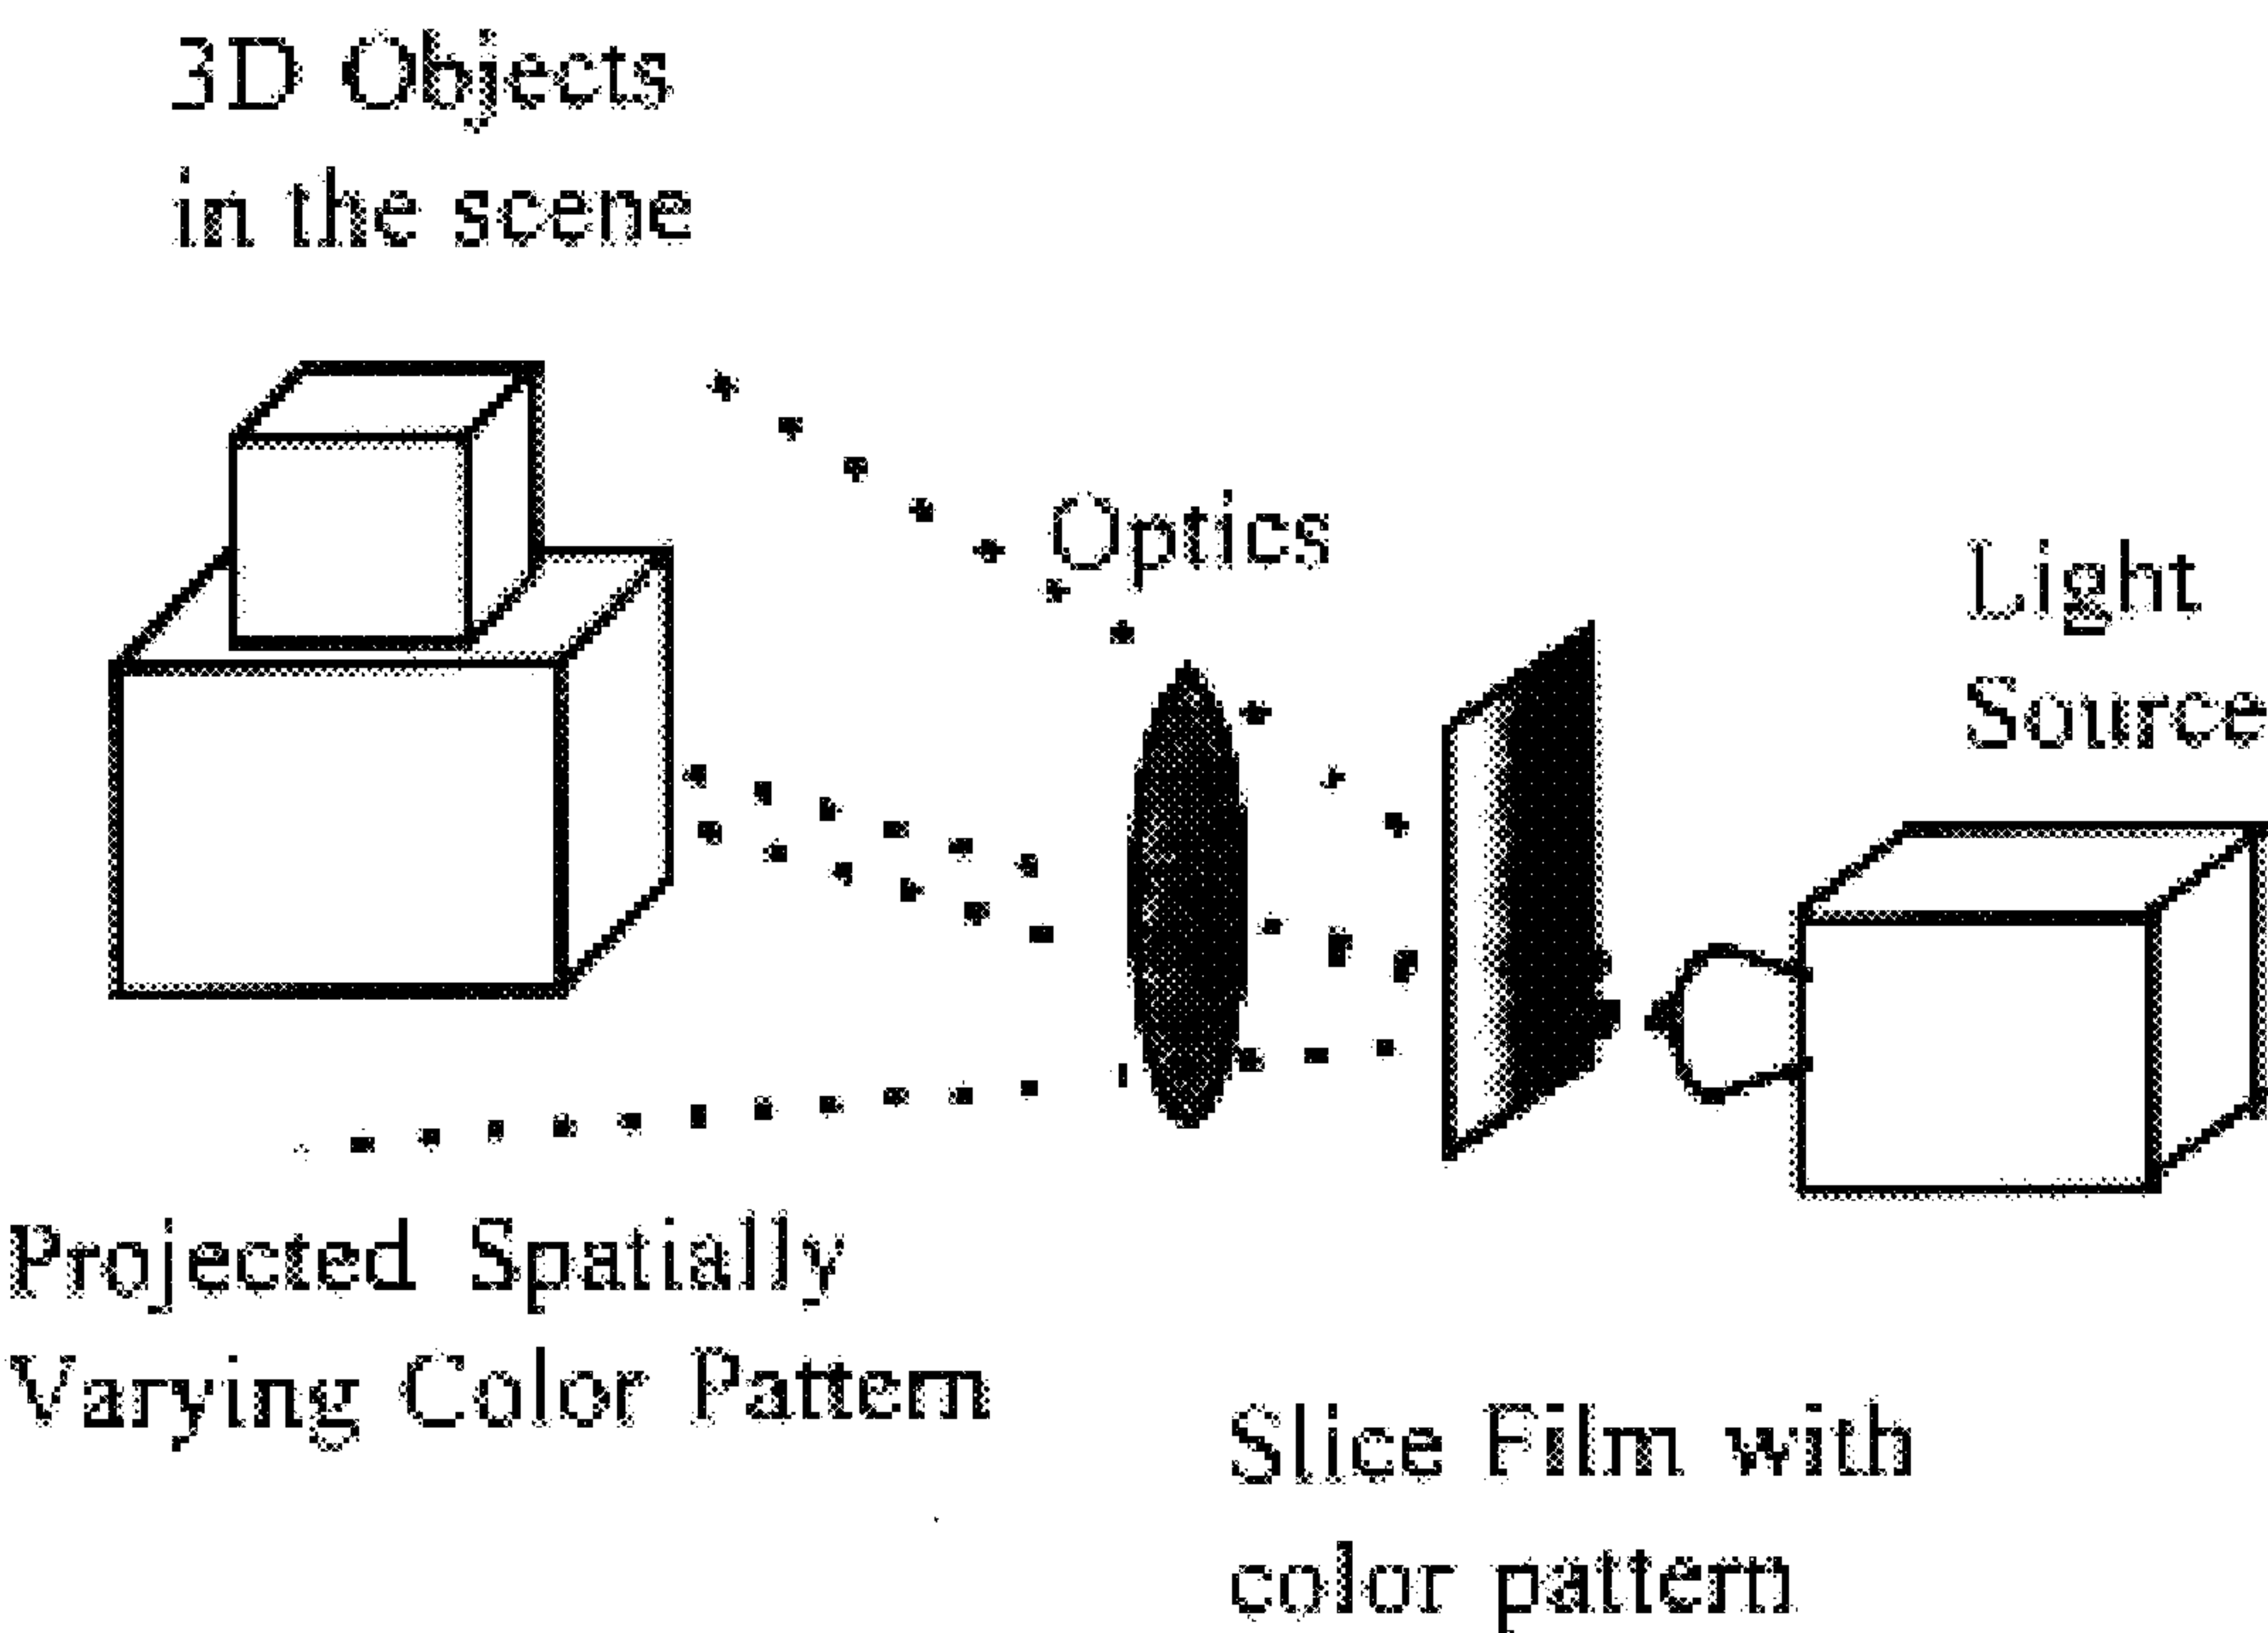 3D Objects
in the scene
Optics
Light
Source
Projected Spatially
Varying Color Pattern
Slice Film with
color pattern